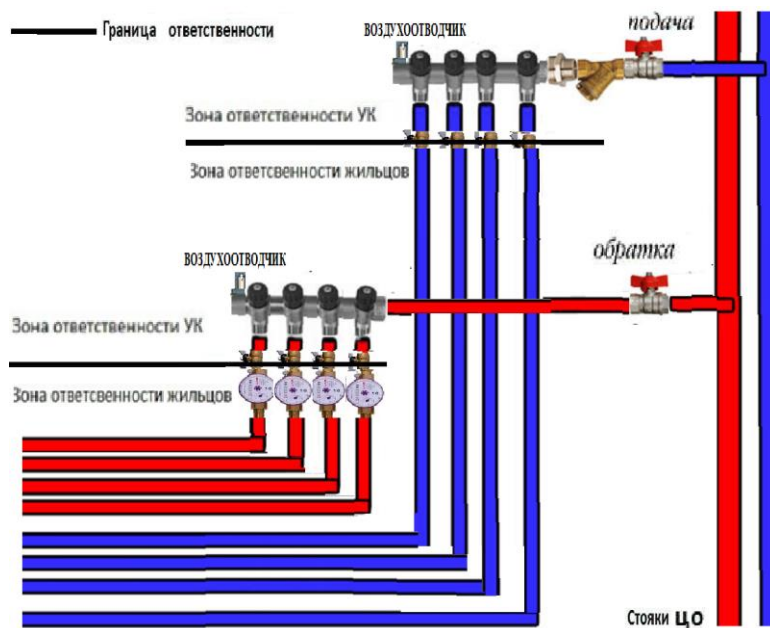 Граница ответственности
ВОЗДУХООТВОДЧИК
подача
Зона ответственности УК
Зона ответсвенности жильцов
обратка
ВОЗДУХООТВОДЧИК
Зона ответственности УК
Зона ответсвенности жильцов
Стояки ЦО